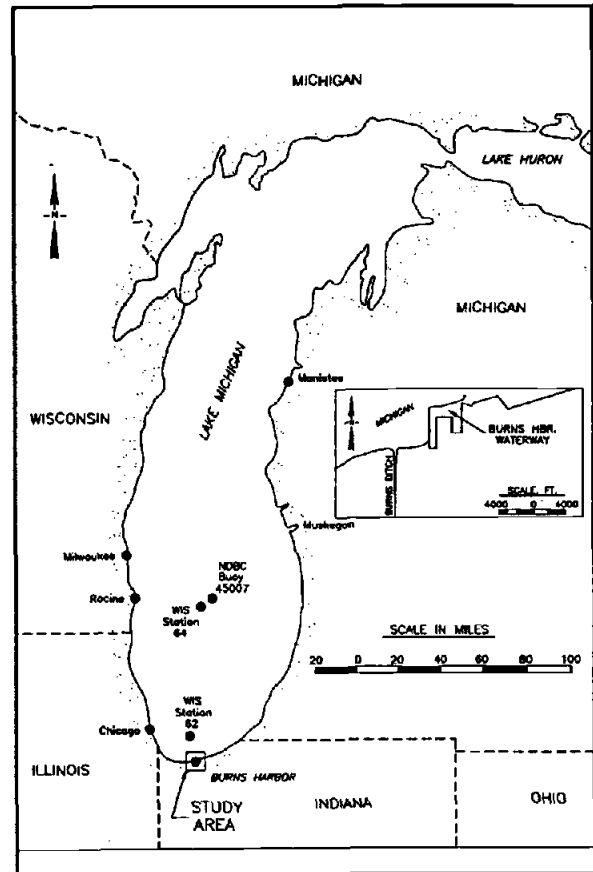 MICHIGAN
LAKE HURON
-N-
MICHIGAN
LAKE MICHIGAN
Manistee
WISCONSIN
MICHIGAN
BURNS HBR.
WATERWAY
BURNS DITCH
SCALE, FT.
4000 0 4000
Muskegon
Milwaukee
NDBC
Buoy
45007
Racine
WIS
Station
64
SCALE IN MILES
20 0 20 40 60 80 100
WIS
Station
62
Chicago
ILLINOIS
BURNS HARBOR
STUDY
AREA
INDIANA
OHIO